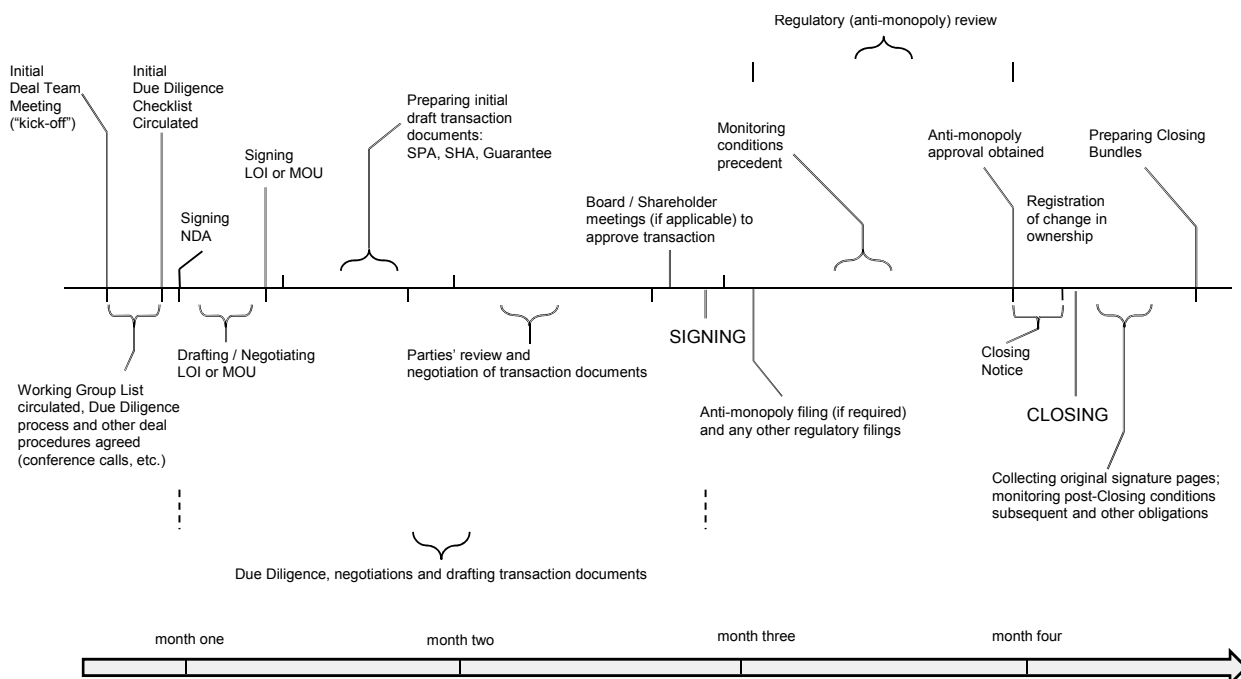 Regulatory (anti-monopoly) review
Initial
Deal Team
Meeting
(“kick-off”)
Initial
Due Diligence
Checklist
Circulated
Signing
NDA
Signing
LOI or MOU
Preparing initial
draft transaction
documents:
SPA, SHA, Guarantee
Board / Shareholder
meetings (if applicable) to
approve transaction
Monitoring
conditions
precedent
Anti-monopoly
approval obtained
Registration
of change in
ownership
Preparing Closing
Bundles
Working Group List
circulated, Due Diligence
process and other deal
procedures agreed
(conference calls, etc.)
Drafting / Negotiating
LOI or MOU
Parties’ review and
negotiation of transaction documents
SIGNING
Anti-monopoly filing (if required)
and any other regulatory filings
Closing
Notice
CLOSING
Collecting original signature pages;
monitoring post-Closing conditions
subsequent and other obligations
Due Diligence, negotiations and drafting transaction documents
month one
month two
month three
month four